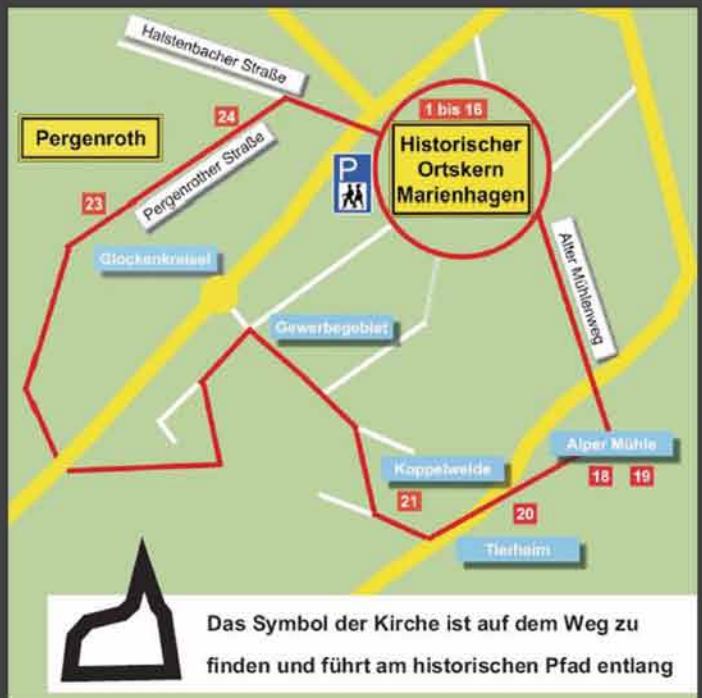 Halstenbacher Straße
24
1 bis 16
Pergenroth
Historischer
Ortskern
Marienhagen
P
Pergenrother Straße
23
Glockenkreisel
Alter Mühlenweg
Gewerbegebiet
Alper Mühle
Koppelweide
18
19
21
20
Tierheim
Das Symbol der Kirche ist auf dem Weg zu
finden und führt am historischen Pfad entlang